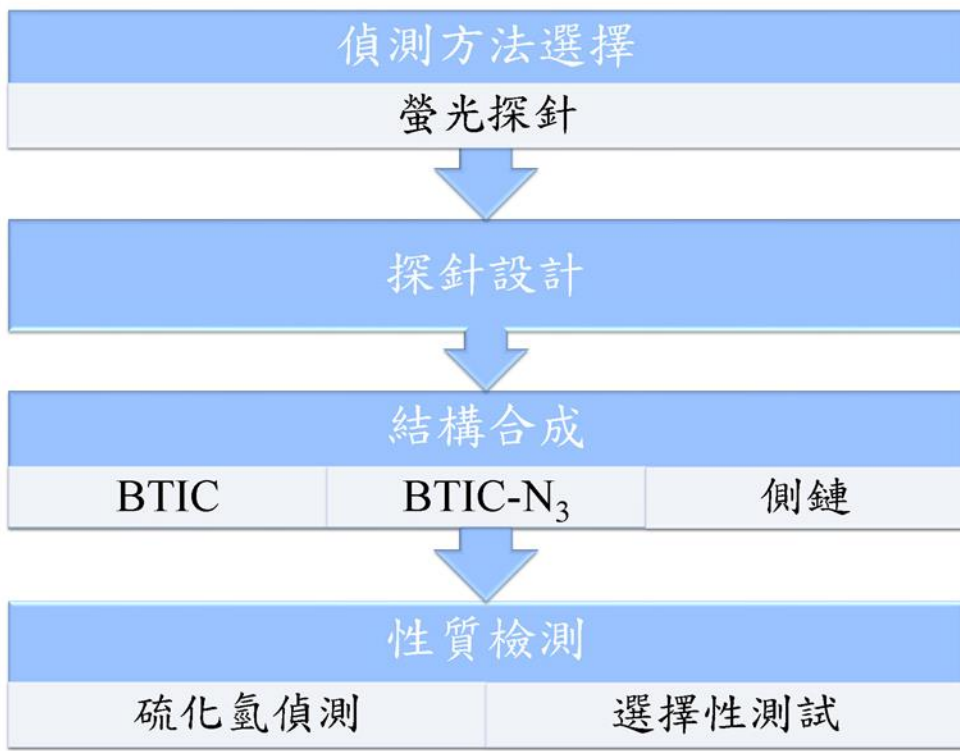 偵測方法選擇
螢光探針
探針設計
結構合成
BTIC BTIC-N₃ 側鏈
性質檢測
硫化氫偵測 選擇性測試